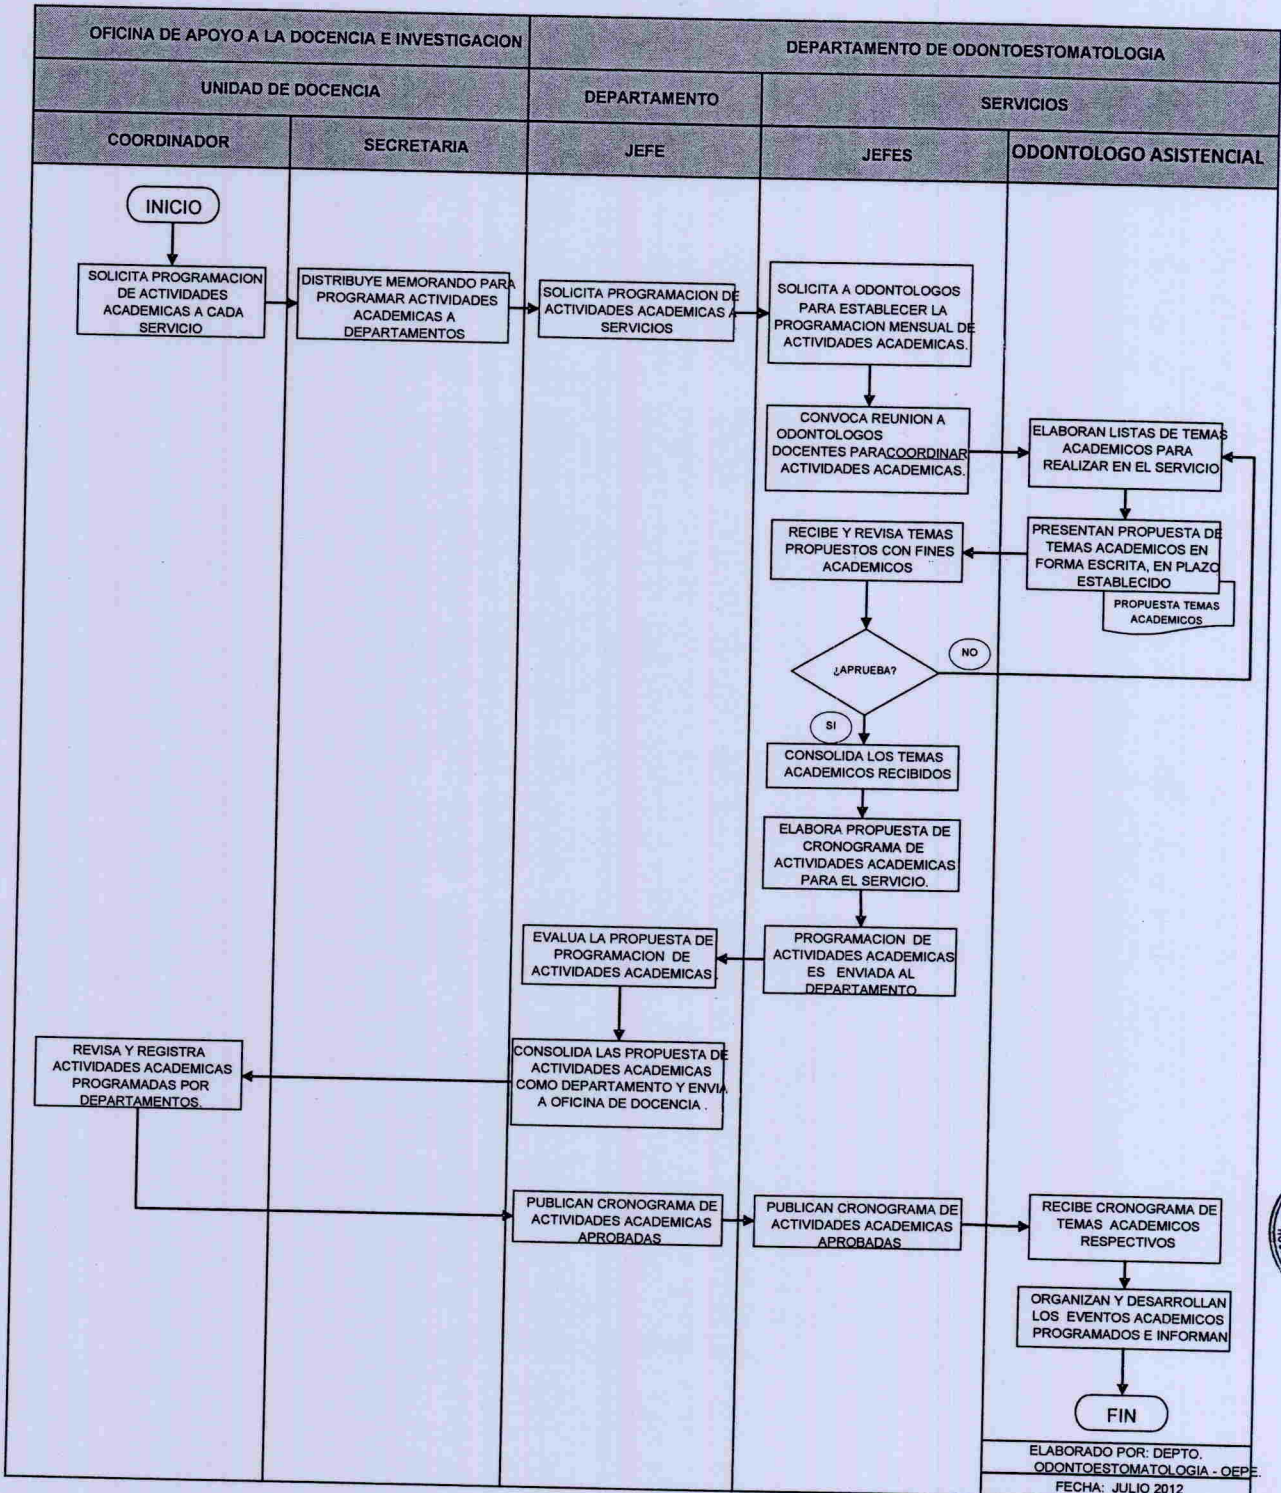 OFICINA DE APOYO A LA DOCENCIA E INVESTIGACION
DEPARTAMENTO DE ODONTOESTOMATOLOGIA
UNIDAD DE DOCENCIA
DEPARTAMENTO
SERVICIOS
COORDINADOR
SECRETARIA
JEFE
JEFES
ODONTOLOGO ASISTENCIAL
INICIO
SOLICITA PROGRAMACION
DE ACTIVIDADES
ACADEMICAS A CADA
SERVICIO
DISTRIBUYE MEMORANDO PARA
PROGRAMAR ACTIVIDADES
ACADEMICAS A
DEPARTAMENTOS
SOLICITA PROGRAMACION DE
ACTIVIDADES ACADEMICAS A
SERVICIOS
SOLICITA A ODONTOLOGOS
PARA ESTABLECER LA
PROGRAMACION MENSUAL DE
ACTIVIDADES ACADEMICAS.
CONVOCA REUNION A
ODONTOLOGOS
DOCENTES PARACOORDINAR
ACTIVIDADES ACADEMICAS.
ELABORAN LISTAS DE TEMAS
ACADEMICOS PARA
REALIZAR EN EL SERVICIO
PRESENTAN PROPUESTA DE
TEMAS ACADEMICOS EN
FORMA ESCRITA, EN PLAZO
ESTABLECIDO
PROPUESTA TEMAS
ACADEMICOS
RECIBE Y REVISA TEMAS
PROPUESTOS CON FINES
ACADEMICOS
¿APRUEBA?
NO
SI
CONSOLIDA LOS TEMAS
ACADEMICOS RECIBIDOS
ELABORA PROPUESTA DE
CRONOGRAMA DE
ACTIVIDADES ACADEMICAS
PARA EL SERVICIO.
PROGRAMACION DE
ACTIVIDADES ACADEMICAS
ES ENVIADA AL
DEPARTAMENTO
EVALUA LA PROPUESTA DE
PROGRAMACION DE
ACTIVIDADES ACADEMICAS.
CONSOLIDA LAS PROPUESTA DE
ACTIVIDADES ACADEMICAS
COMO DEPARTAMENTO Y ENVIA
A OFICINA DE DOCENCIA .
REVISA Y REGISTRA
ACTIVIDADES ACADEMICAS
PROGRAMADAS POR
DEPARTAMENTOS.
PUBLICAN CRONOGRAMA DE
ACTIVIDADES ACADEMICAS
APROBADAS
PUBLICAN CRONOGRAMA DE
ACTIVIDADES ACADEMICAS
APROBADAS
RECIBE CRONOGRAMA DE
TEMAS ACADEMICOS
RESPECTIVOS
ORGANIZAN Y DESARROLLAN
LOS EVENTOS ACADEMICOS
PROGRAMADOS E INFORMAN
FIN
ELABORADO POR: DEPTO.
ODONTOESTOMATOLOGIA - OEPE.
FECHA: JULIO 2012